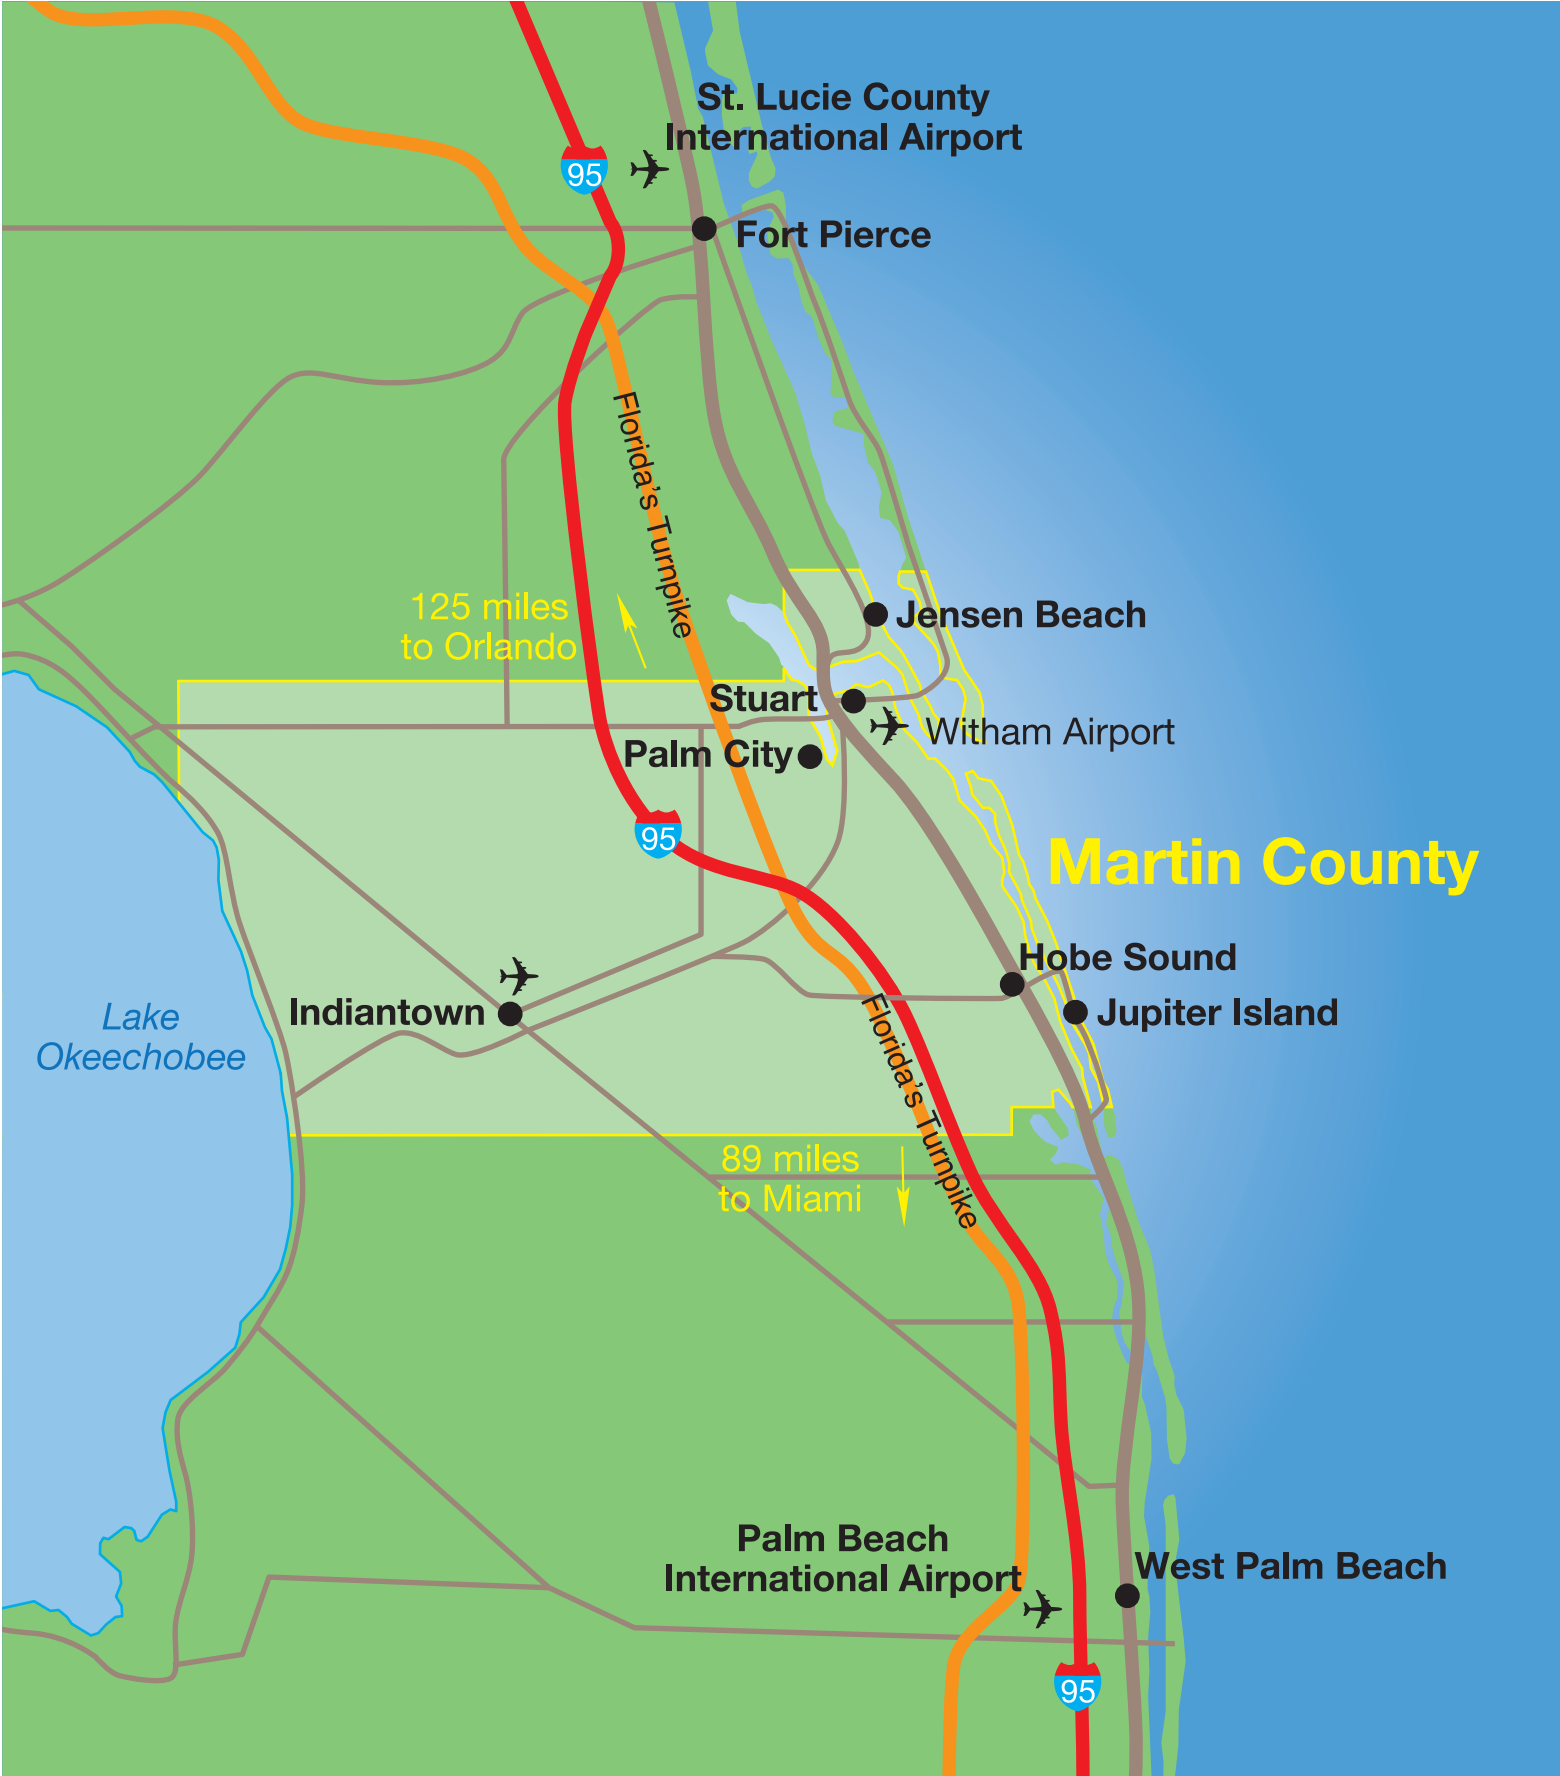 St. Lucie County
International Airport
95
Fort Pierce
Florida's Turnpike
125 miles
to Orlando
Jensen Beach
Stuart
Witham Airport
Palm City
95
Martin County
Hobe Sound
Indiantown
Jupiter Island
Lake
Okeechobee
Florida's Turnpike
89 miles
to Miami
Palm Beach
International Airport
West Palm Beach
95